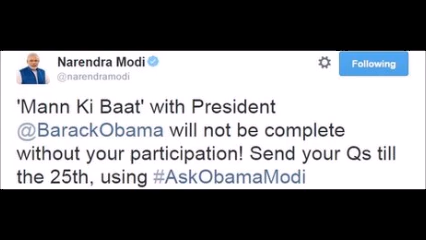 Narendra Modi
@narendramodi
Following
'Mann Ki Baat' with President
@BarackObama will not be complete
without your participation! Send your Qs till
the 25th, using #AskObamaModi